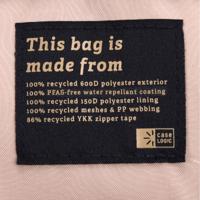 This bag is
made from
100% recycled 600D polyester exterior
100% PFAS-free water repellant coating
100% recycled 150D polyester lining
100% recycled meshes & PP webbing
86% recycled YKK zipper tape
case
LOGIC